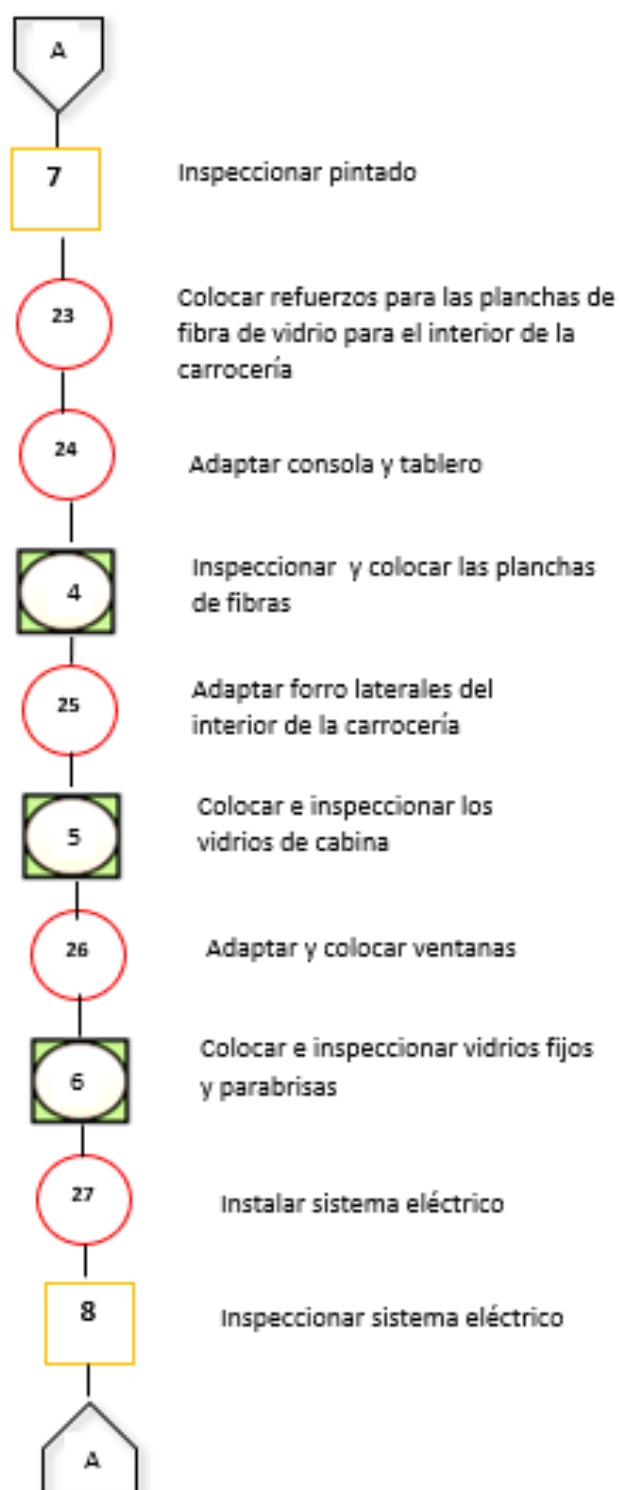 A
7
Inspeccionar pintado
23
Colocar refuerzos para las planchas de
fibra de vidrio para el interior de la
carrocería
24
Adaptar consola y tablero
4
Inspeccionar y colocar las planchas
de fibras
25
Adaptar forro laterales del
interior de la carrocería
5
Colocar e inspeccionar los
vidrios de cabina
26
Adaptar y colocar ventanas
6
Colocar e inspeccionar vidrios fijos
y parabrisas
27
Instalar sistema eléctrico
8
Inspeccionar sistema eléctrico
A